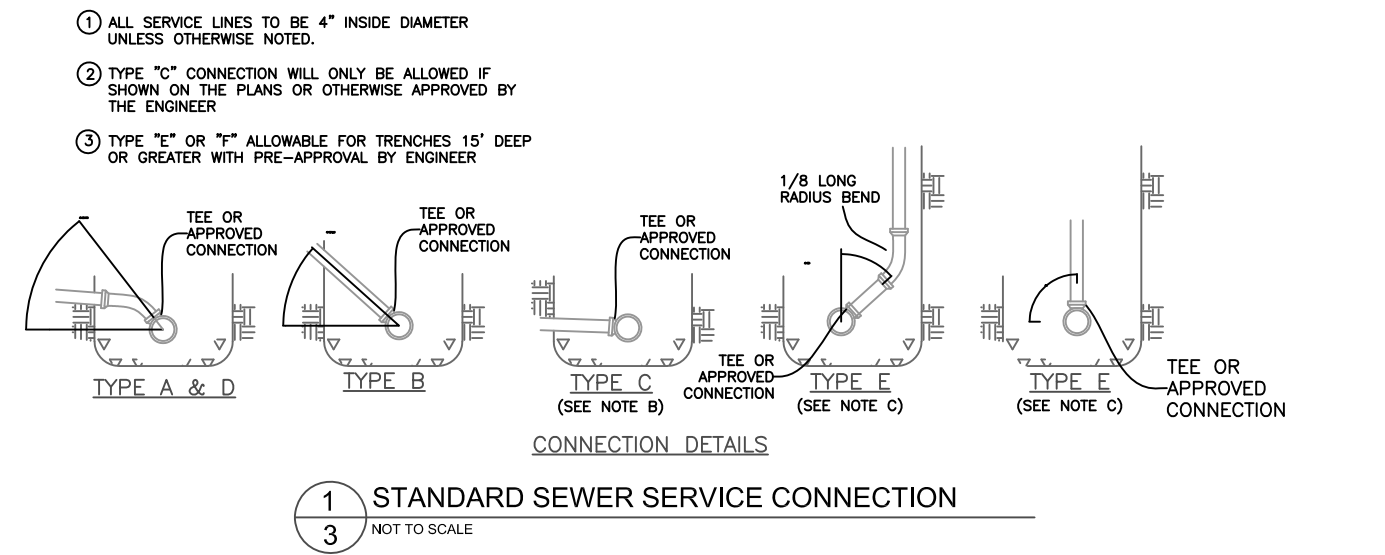 1 ALL SERVICE LINES TO BE 4" INSIDE DIAMETER
UNLESS OTHERWISE NOTED.
2 TYPE "C" CONNECTION WILL ONLY BE ALLOWED IF
SHOWN ON THE PLANS OR OTHERWISE APPROVED BY
THE ENGINEER
3 TYPE "E" OR "F" ALLOWABLE FOR TRENCHES 15' DEEP
OR GREATER WITH PRE-APPROVAL BY ENGINEER
TEE OR
APPROVED
CONNECTION
TYPE A & D
TEE OR
APPROVED
CONNECTION
TYPE B
TEE OR
APPROVED
CONNECTION
TYPE C
(SEE NOTE B)
1/8 LONG
RADIUS BEND
TEE OR
APPROVED
CONNECTION
TYPE E
(SEE NOTE C)
TYPE E
(SEE NOTE C)
TEE OR
APPROVED
CONNECTION
CONNECTION DETAILS
1
3
STANDARD SEWER SERVICE CONNECTION
NOT TO SCALE